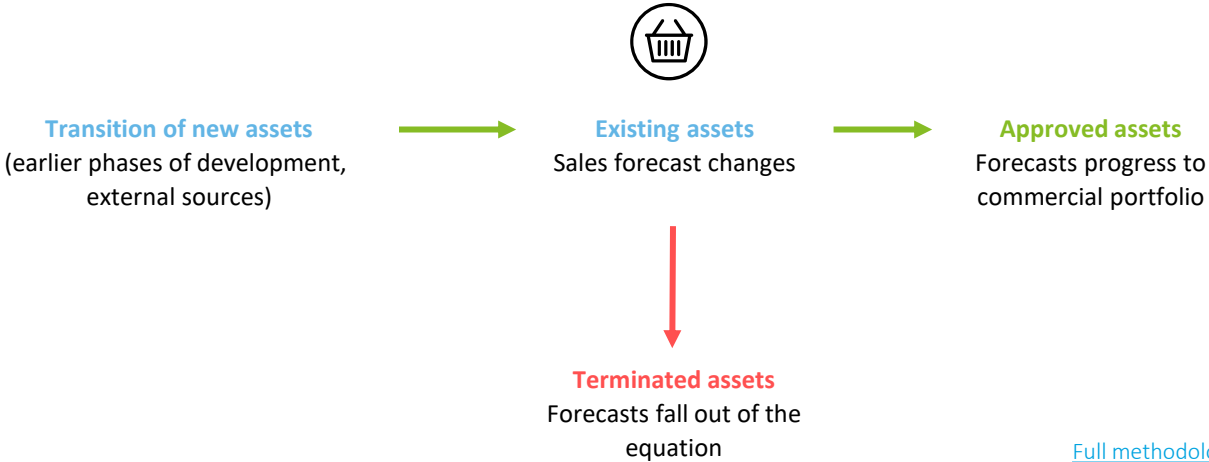 Transition of new assets
(earlier phases of development,
external sources)
Existing assets
Sales forecast changes
Approved assets
Forecasts progress to
commercial portfolio
Terminated assets
Forecasts fall out of the
equation
Full